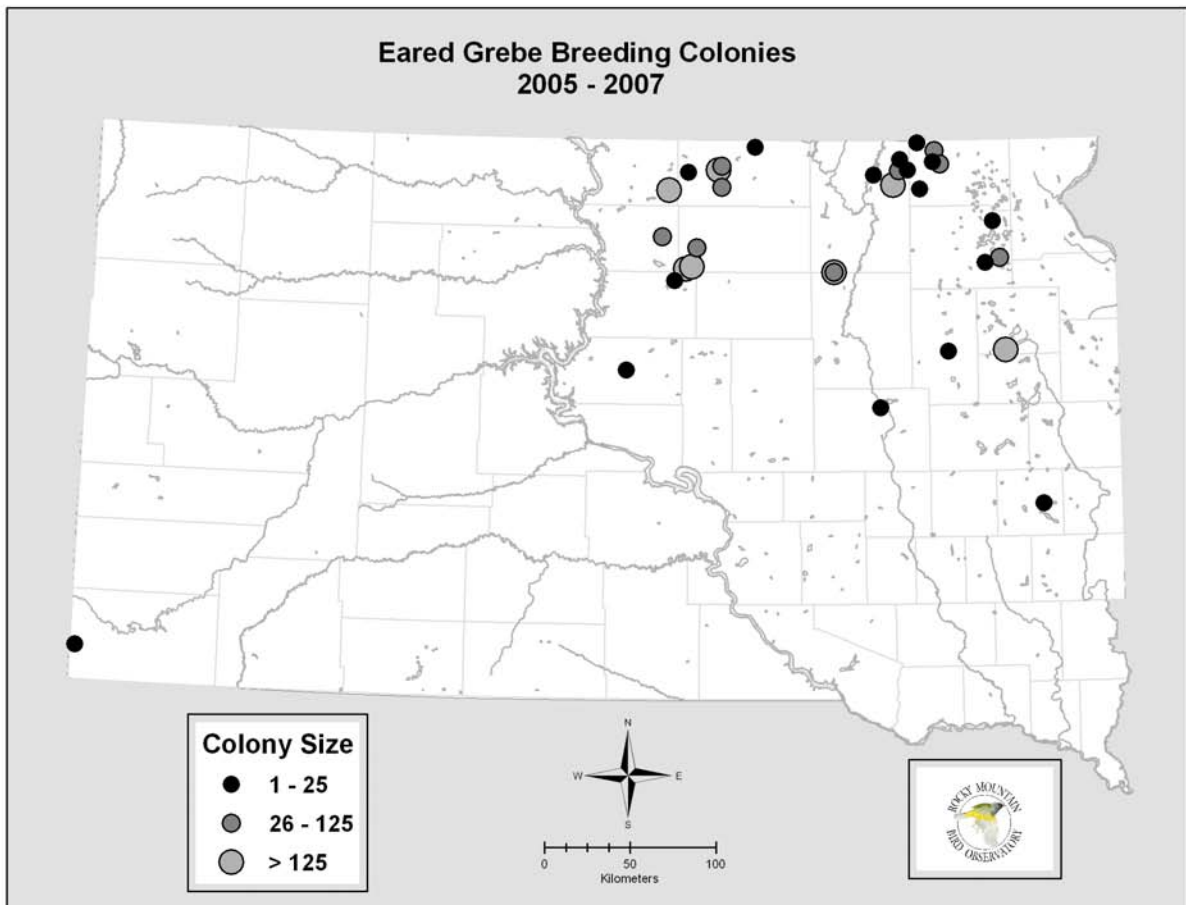 Eared Grebe Breeding Colonies
2005 - 2007
Colony Size
1 - 25
26 - 125
> 125
N
W E
S
0 50 100
Kilometers
ROCKY MOUNTAIN
BIRD OBSERVATORY